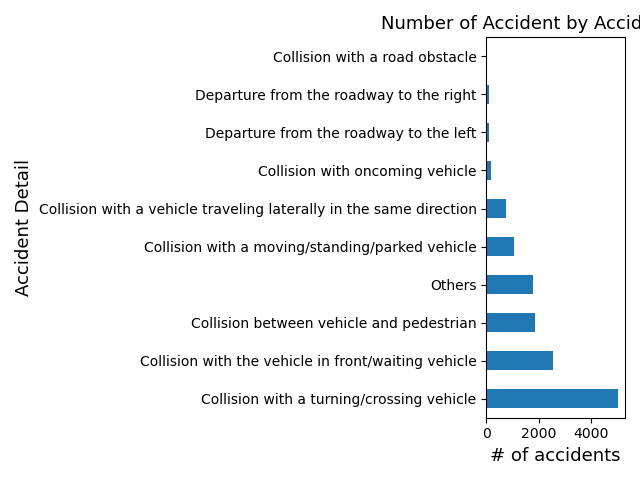 Number of Accident by Accid
Accident Detail
Collision with a road obstacle
Departure from the roadway to the right
Departure from the roadway to the left
Collision with oncoming vehicle
Collision with a vehicle traveling laterally in the same direction
Collision with a moving/standing/parked vehicle
Others
Collision between vehicle and pedestrian
Collision with the vehicle in front/waiting vehicle
Collision with a turning/crossing vehicle
0 2000 4000
# of accidents